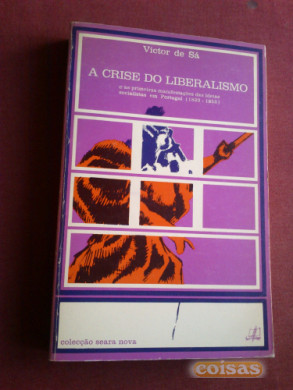 Victor de Sá
A CRISE DO LIBERALISMO
e as primeiras manifestações das ideias
socialistas em Portugal (1820-1852)
colecção seara nova
coisas